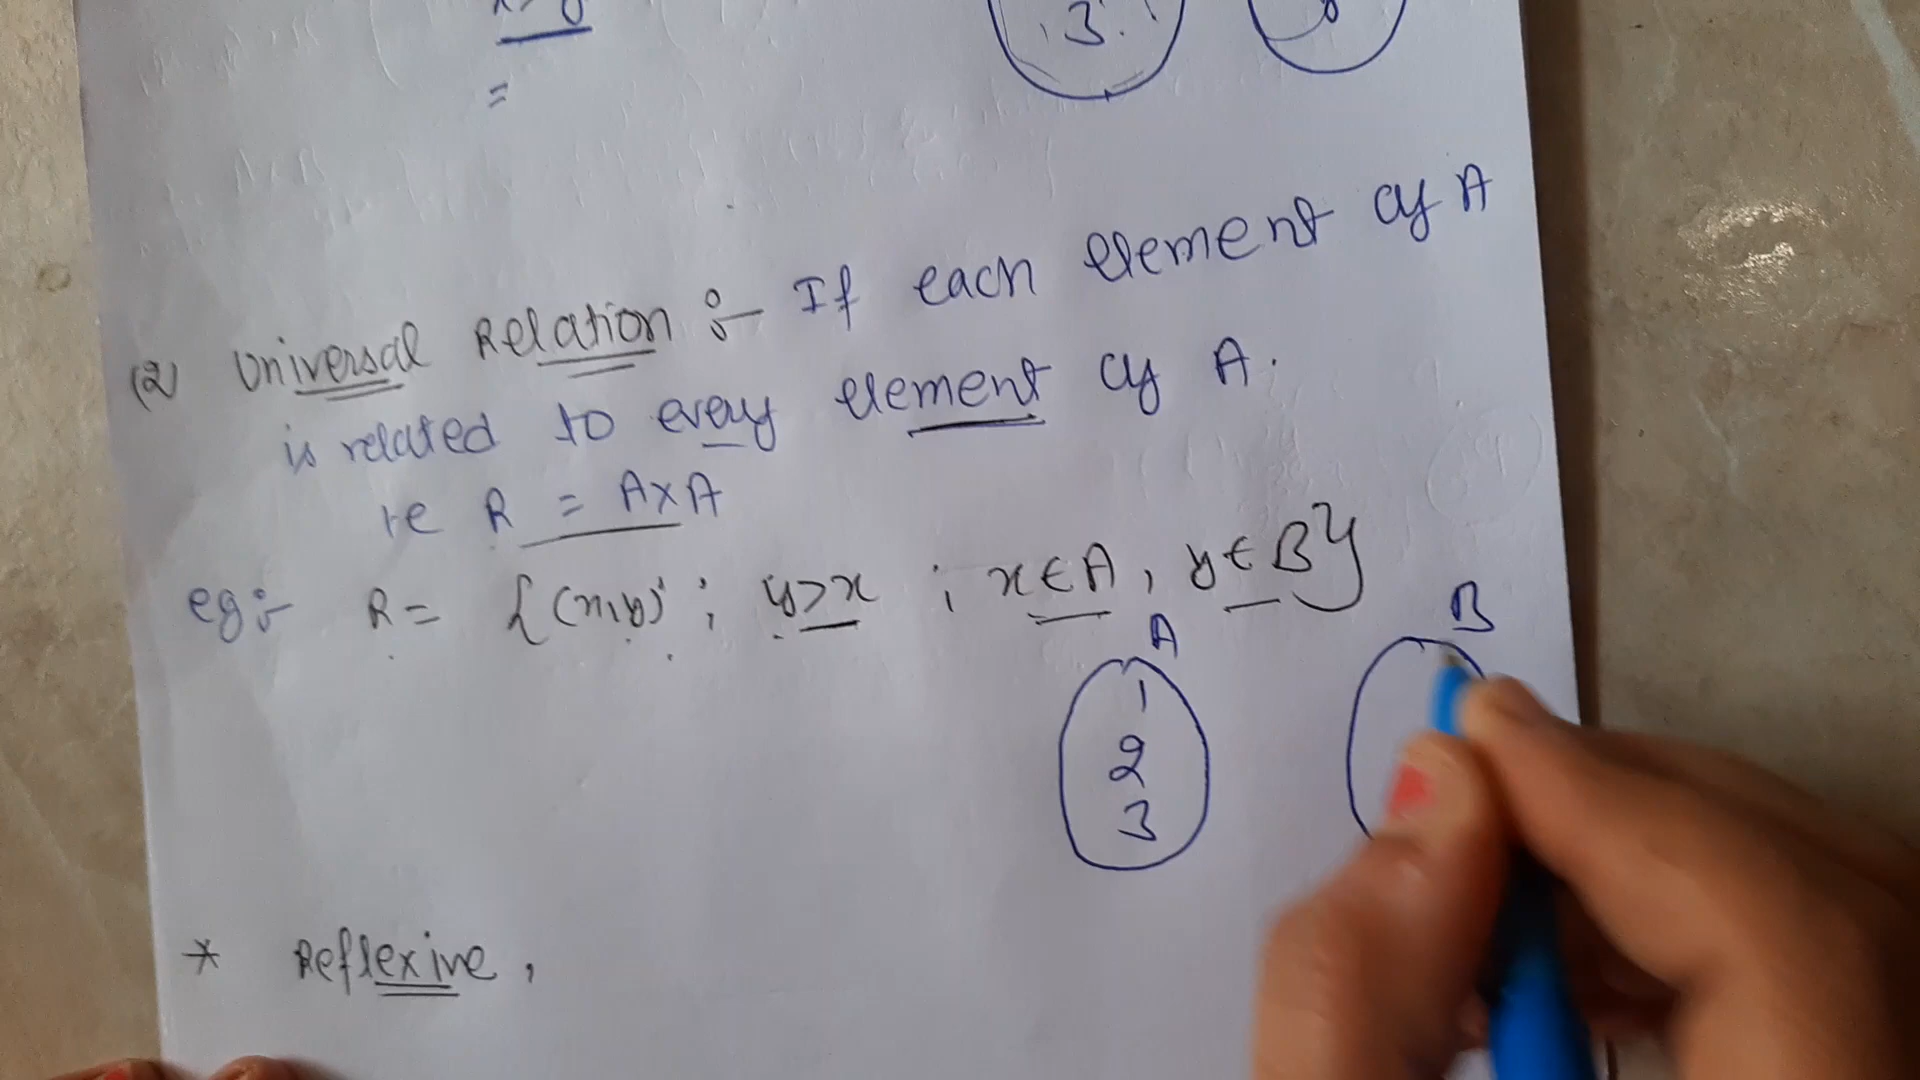 =
3
(2) Universal Relation :- If each element of A
is related to every element of A.
ie R = A×A
eg:- R = {(x,y) ; y>x ; x∈A, y∈B}
A B
1
2
3
* Reflexive,